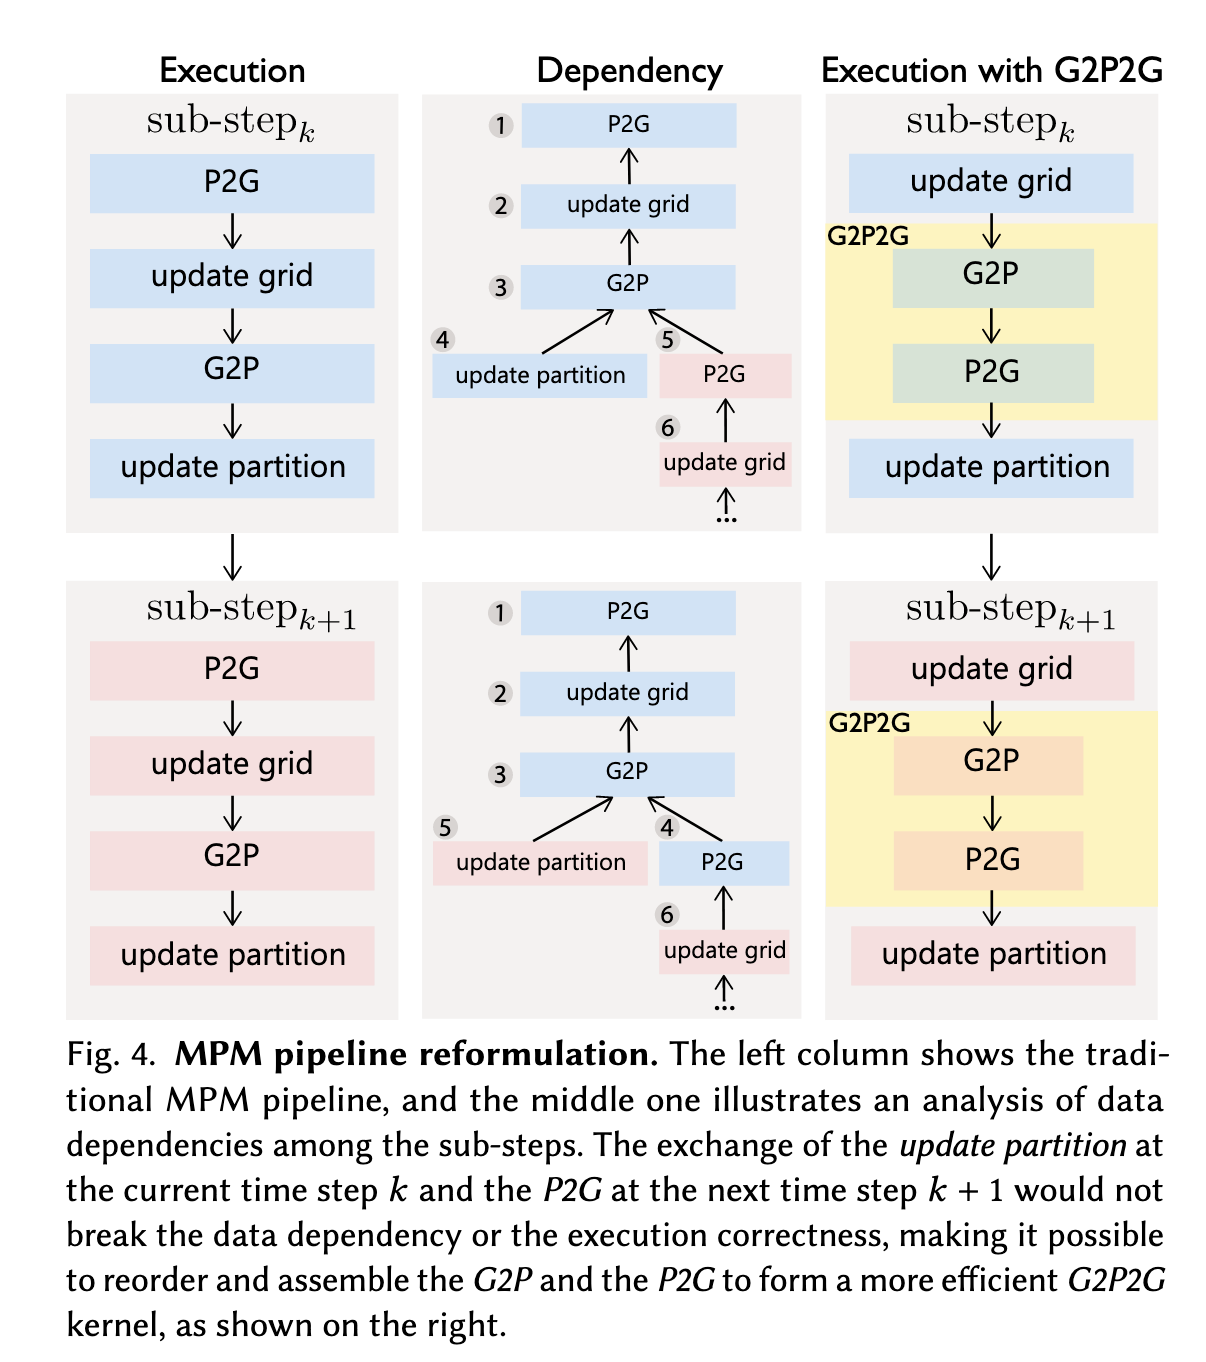 Execution
sub-step_k
P2G
update grid
G2P
update partition
sub-step_{k+1}
P2G
update grid
G2P
update partition
Dependency
1 P2G
2 update grid
3 G2P
4 update partition
5 P2G
6 update grid
...
1 P2G
2 update grid
3 G2P
5 update partition
4 P2G
6 update grid
...
Execution with G2P2G
sub-step_k
update grid
G2P2G
G2P
P2G
update partition
sub-step_{k+1}
update grid
G2P2G
G2P
P2G
update partition
Fig. 4. MPM pipeline reformulation. The left column shows the tradi-
tional MPM pipeline, and the middle one illustrates an analysis of data
dependencies among the sub-steps. The exchange of the update partition at
the current time step k and the P2G at the next time step k + 1 would not
break the data dependency or the execution correctness, making it possible
to reorder and assemble the G2P and the P2G to form a more efficient G2P2G
kernel, as shown on the right.